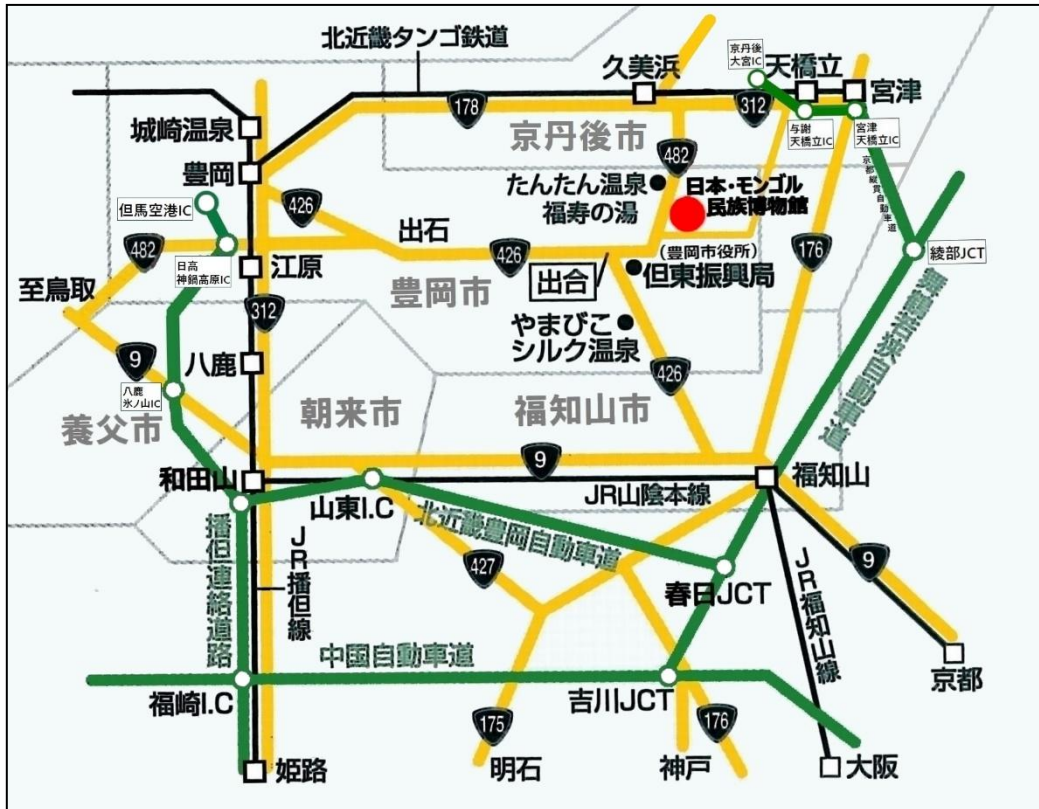 北近畿タンゴ鉄道
久美浜
京丹後
大宮IC
天橋立
宮津
178
312
城崎温泉
京丹後市
与謝
天橋立IC
宮津
天橋立IC
豊岡
482
たんたん温泉
福寿の湯
日本・モンゴル
民族博物館
京都縦貫自動車道
但馬空港IC
426
出石
426
(豊岡市役所)
但東振興局
176
綾部JCT
482
日高
神鍋高原IC
江原
豊岡市
出合
至鳥取
312
やまびこ
シルク温泉
舞鶴若狭自動車道
9
八鹿
426
八鹿
氷ノ山IC
養父市
朝来市
福知山市
和田山
9
福知山
山東I.C
JR山陰本線
北近畿豊岡自動車道
播但連絡道路
JR播但線
427
春日JCT
9
JR福知山線
中国自動車道
福崎I.C
吉川JCT
京都
175
176
姫路
明石
神戸
大阪